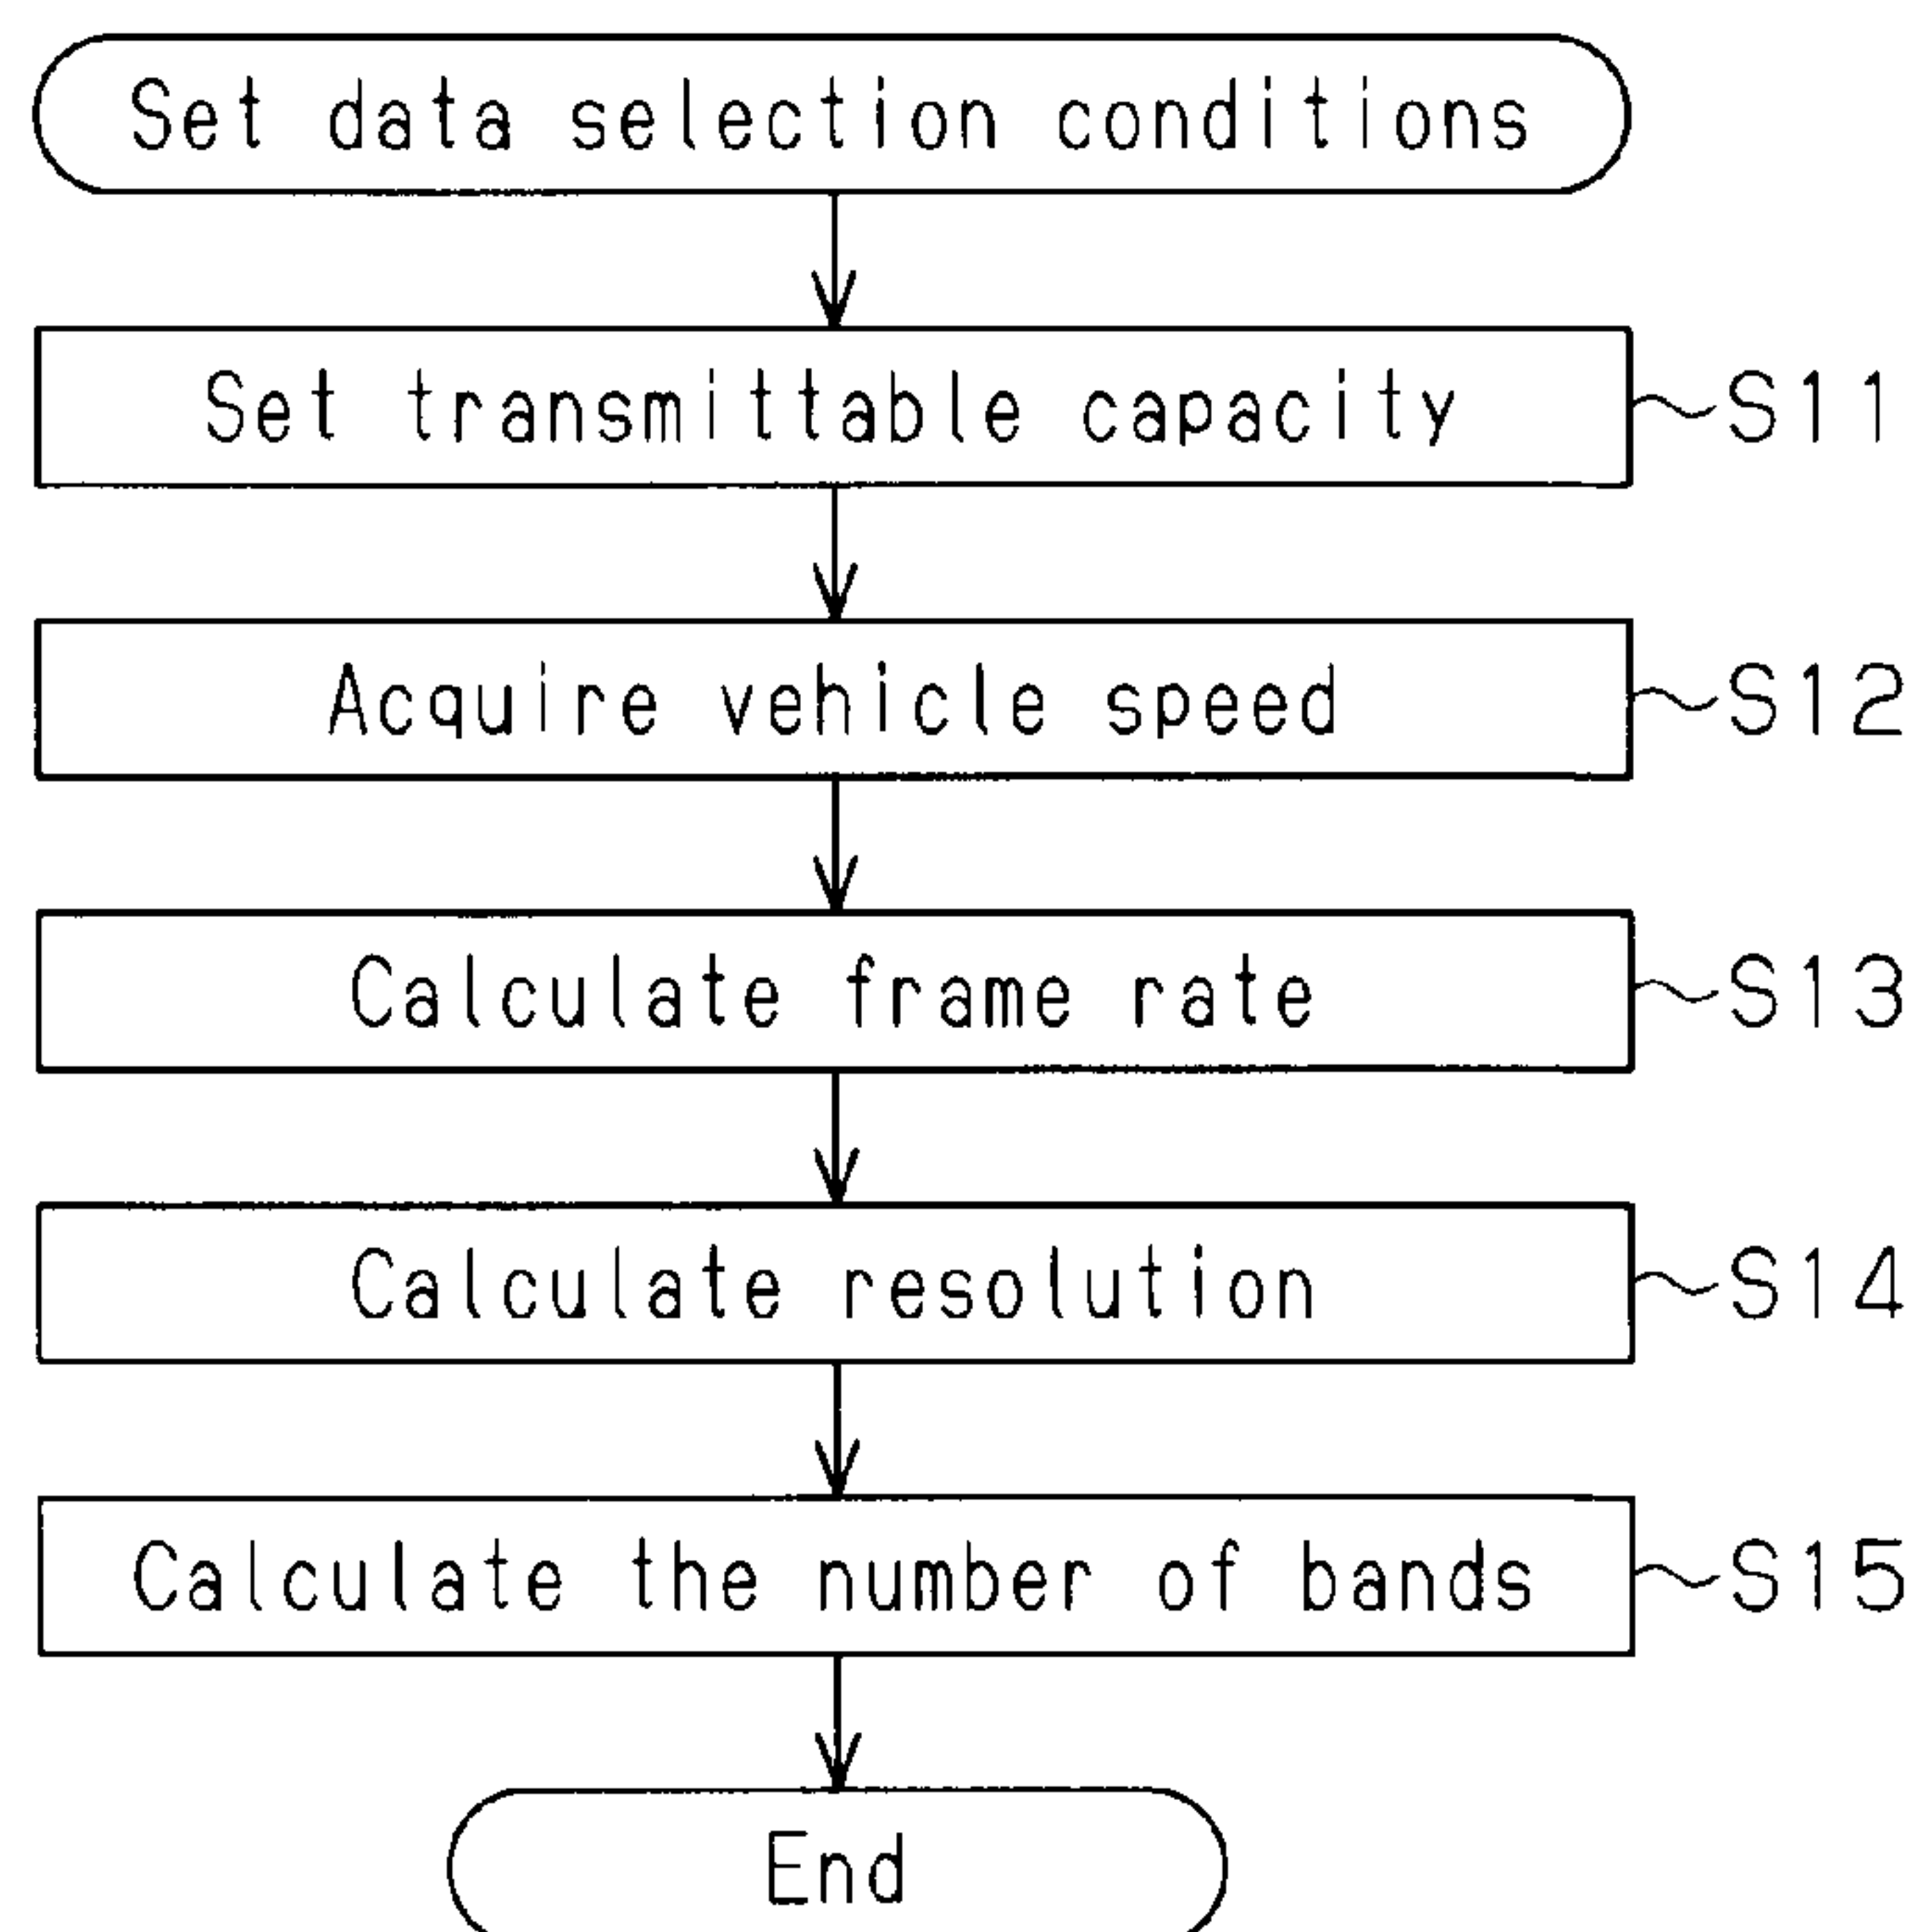 Set data selection conditions
Set transmittable capacity
S11
Acquire vehicle speed
S12
Calculate frame rate
S13
Calculate resolution
S14
Calculate the number of bands
S15
End